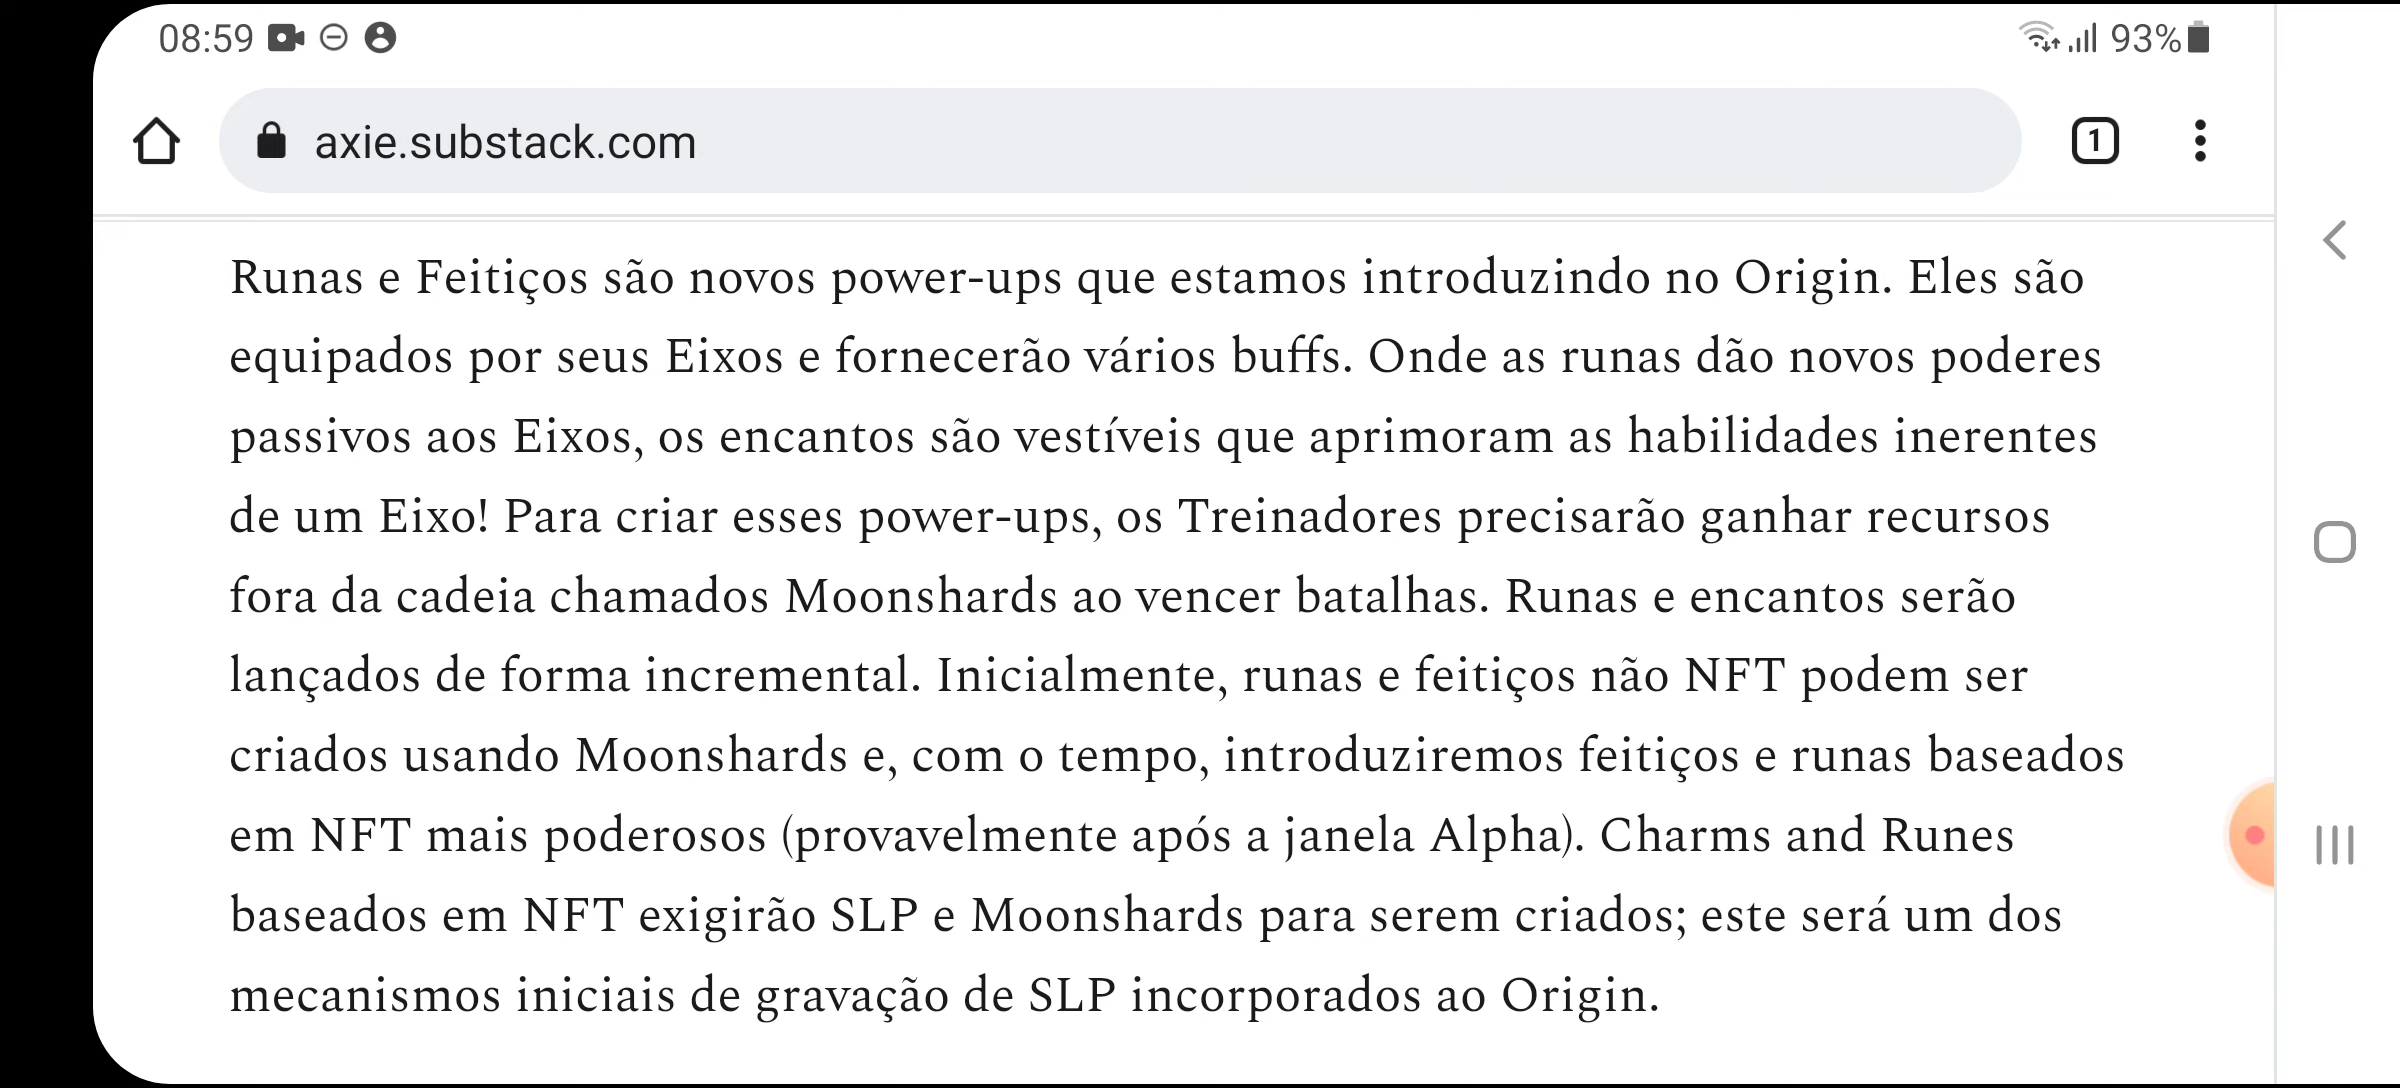 08:59
93%
axie.substack.com
1
Runas e Feitiços são novos power-ups que estamos introduzindo no Origin. Eles são
equipados por seus Eixos e fornecerão vários buffs. Onde as runas dão novos poderes
passivos aos Eixos, os encantos são vestíveis que aprimoram as habilidades inerentes
de um Eixo! Para criar esses power-ups, os Treinadores precisarão ganhar recursos
fora da cadeia chamados Moonshards ao vencer batalhas. Runas e encantos serão
lançados de forma incremental. Inicialmente, runas e feitiços não NFT podem ser
criados usando Moonshards e, com o tempo, introduziremos feitiços e runas baseados
em NFT mais poderosos (provavelmente após a janela Alpha). Charms and Runes
baseados em NFT exigirão SLP e Moonshards para serem criados; este será um dos
mecanismos iniciais de gravação de SLP incorporados ao Origin.